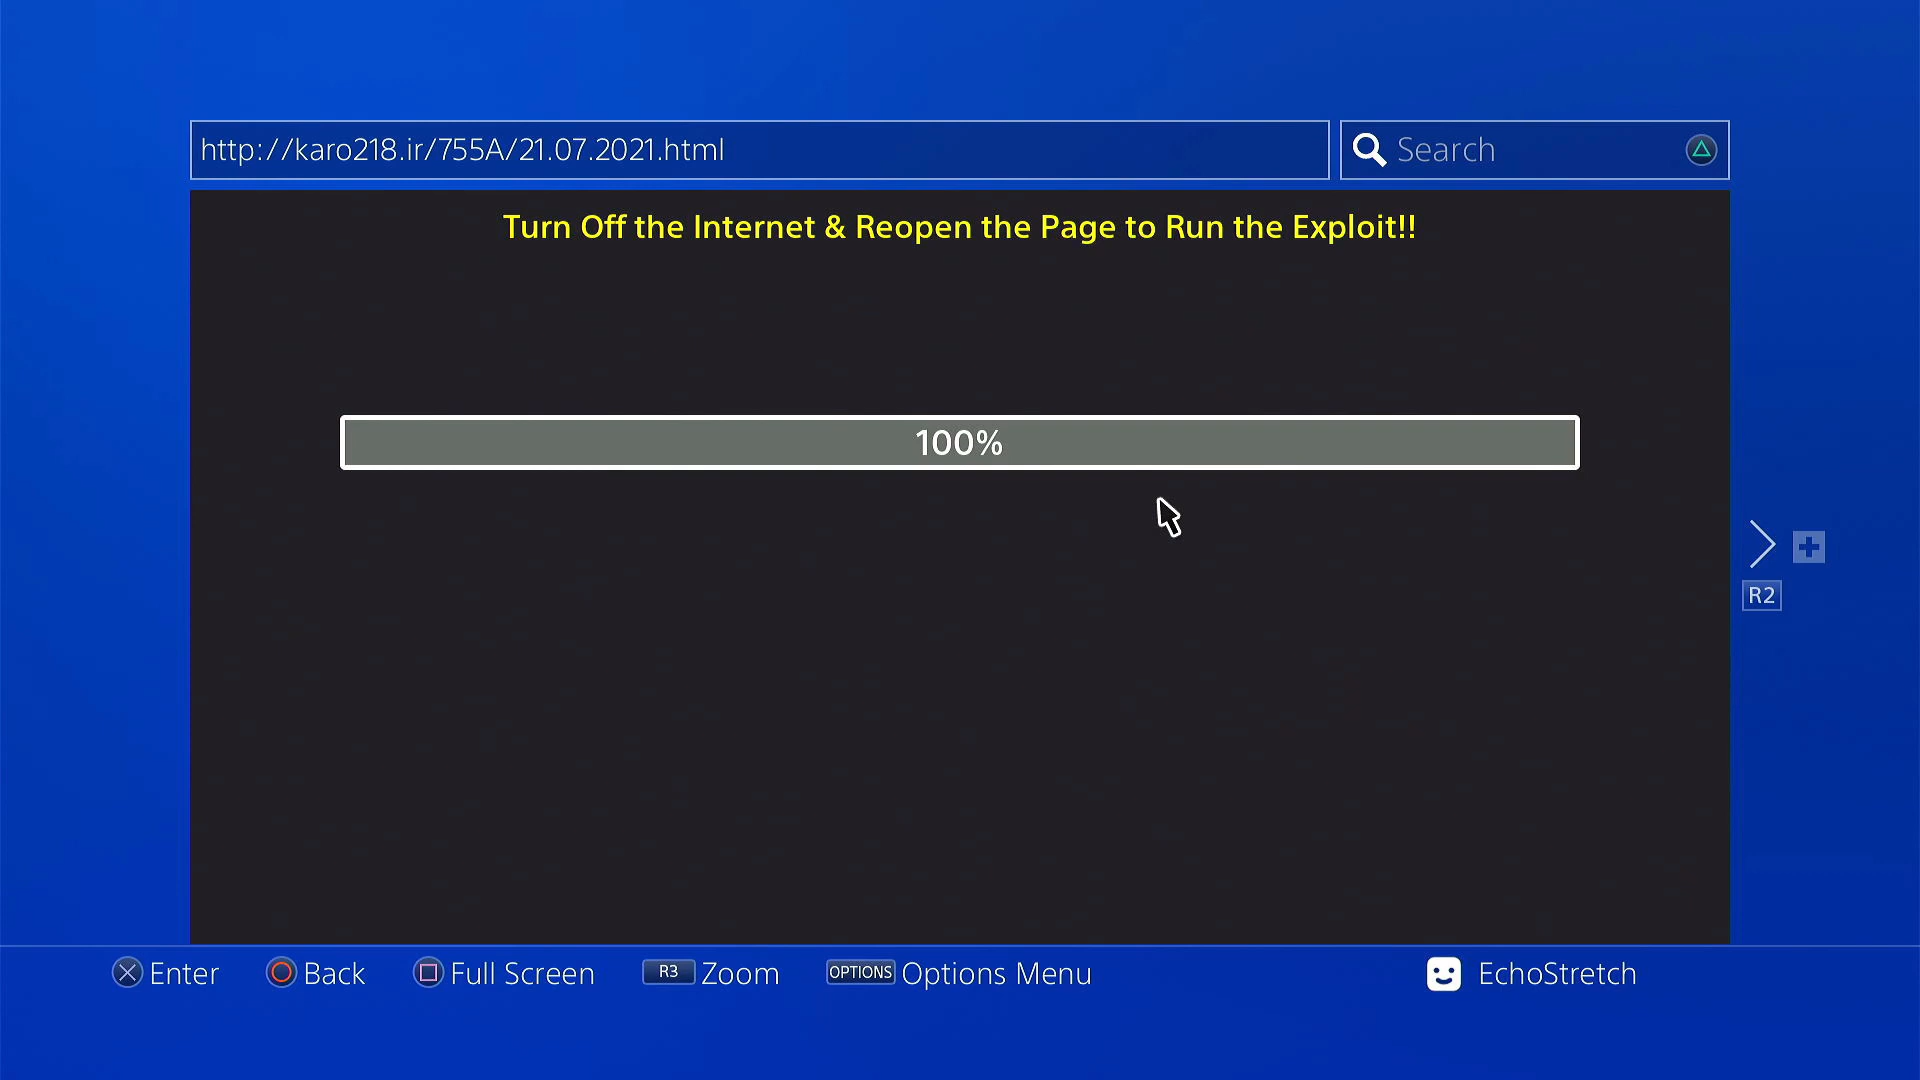 http://karo218.ir/755A/21.07.2021.html
Search
Turn Off the Internet & Reopen the Page to Run the Exploit!!
100%
R2
Enter
Back
Full Screen
R3 Zoom
OPTIONS Options Menu
EchoStretch